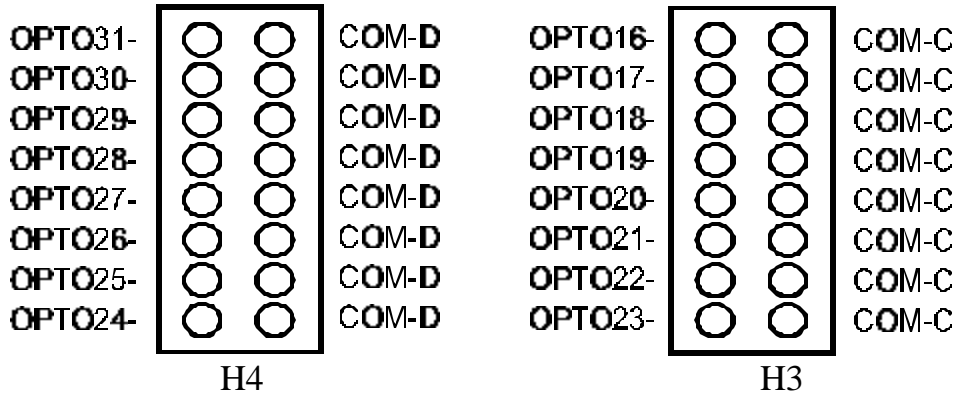 OPTO31- COM-D OPTO16- COM-C
OPTO30- COM-D OPTO17- COM-C
OPTO29- COM-D OPTO18- COM-C
OPTO28- COM-D OPTO19- COM-C
OPTO27- COM-D OPTO20- COM-C
OPTO26- COM-D OPTO21- COM-C
OPTO25- COM-D OPTO22- COM-C
OPTO24- COM-D OPTO23- COM-C
H4 H3